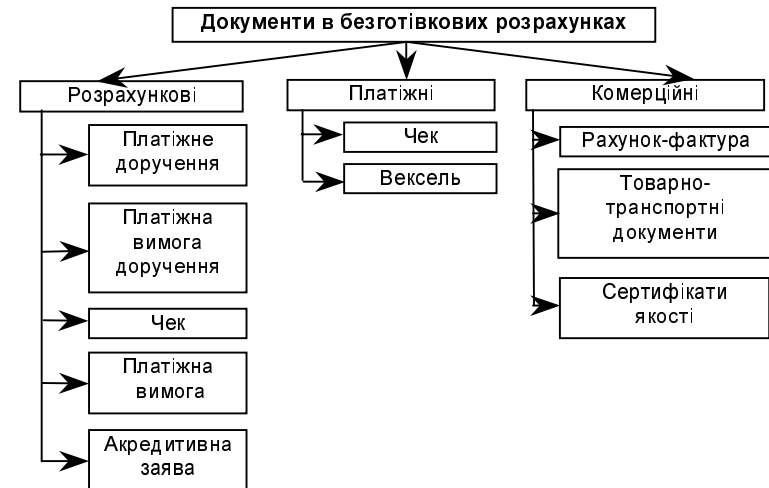 Документи в безготівкових розрахунках
Розрахункові
Платіжне
доручення
Платіжна
вимога
доручення
Чек
Платіжна
вимога
Акредитивна
заява
Платіжні
Чек
Вексель
Комерційні
Рахунок-фактура
Товарно-
транспортні
документи
Сертифікати
якості